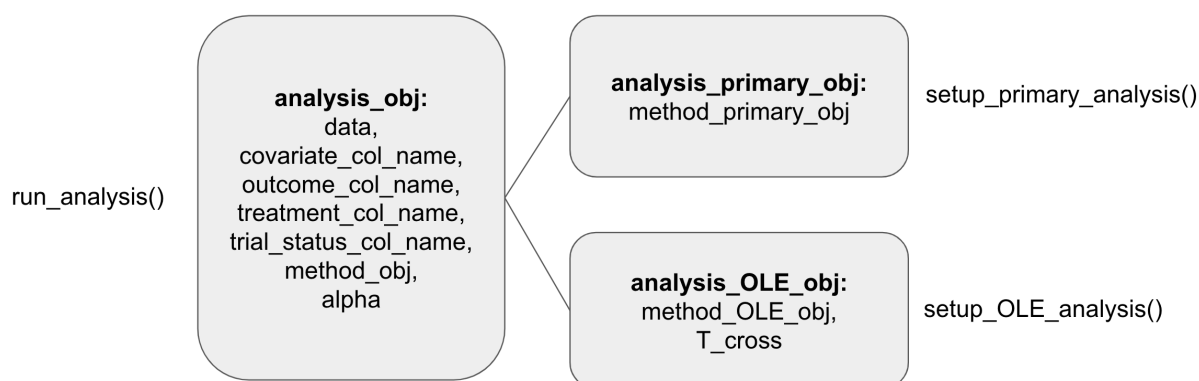 run_analysis()
analysis_obj:
data,
covariate_col_name,
outcome_col_name,
treatment_col_name,
trial_status_col_name,
method_obj,
alpha
analysis_primary_obj:
method_primary_obj
setup_primary_analysis()
analysis_OLE_obj:
method_OLE_obj,
T_cross
setup_OLE_analysis()